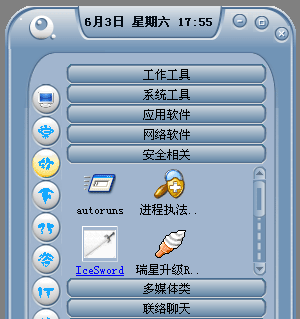 6月3日 星期六 17:55
工作工具
系统工具
应用软件
网络软件
安全相关
autoruns
进程执法..
IceSword
瑞星升级R..
多媒体类
联络聊天